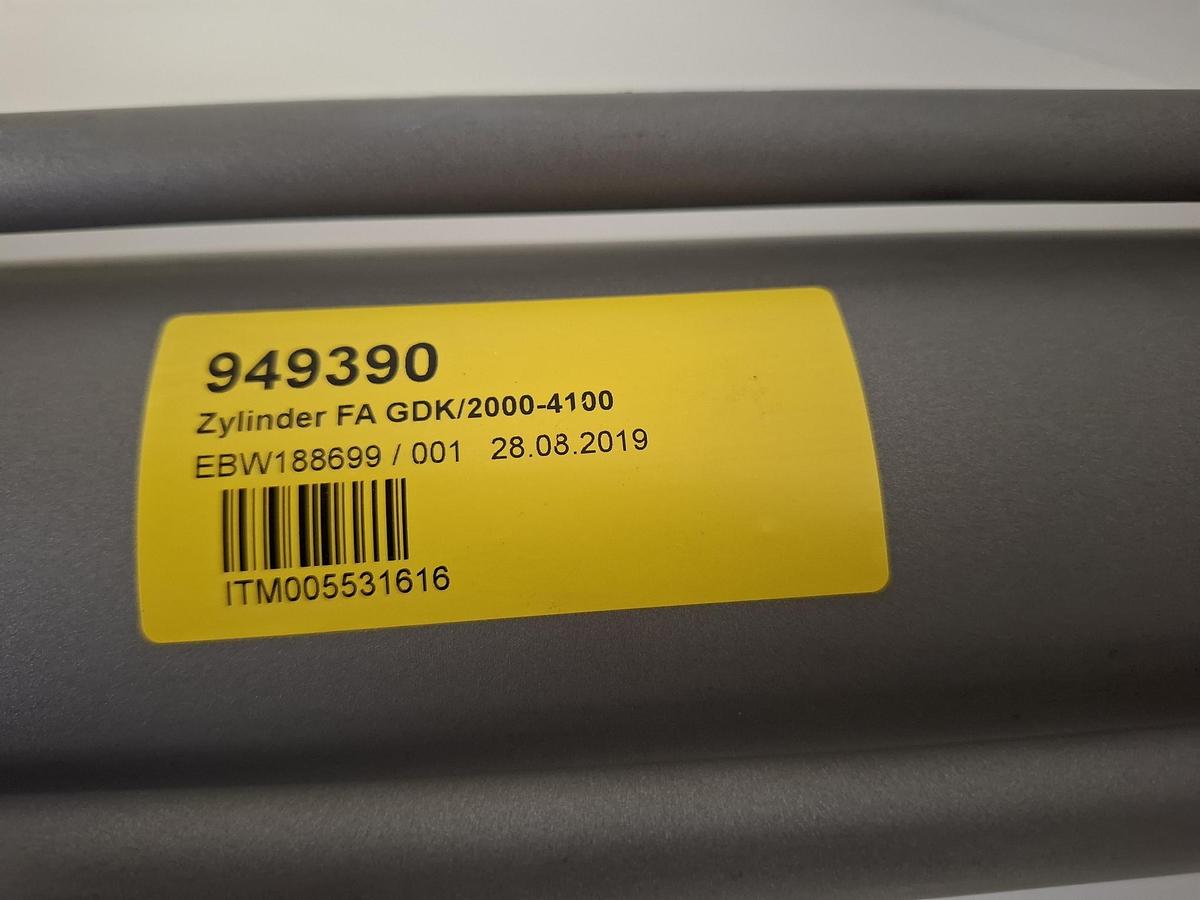 949390
Zylinder FA GDK/2000-4100
EBW188699 / 001 28.08.2019
ITM005531616